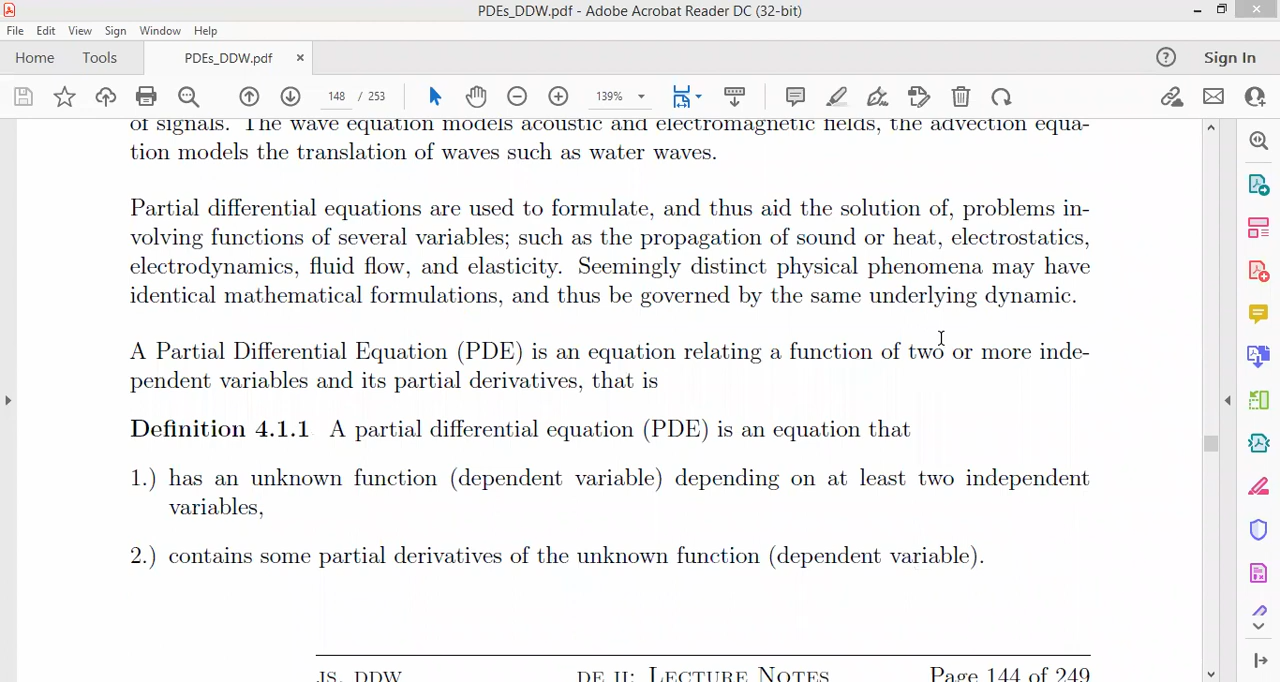 PDEs_DDW.pdf - Adobe Acrobat Reader DC (32-bit)
File Edit View Sign Window Help
Home Tools PDEs_DDW.pdf × Sign In
148 / 253 139%
of signals. The wave equation models acoustic and electromagnetic fields, the advection equa-
tion models the translation of waves such as water waves.
Partial differential equations are used to formulate, and thus aid the solution of, problems in-
volving functions of several variables; such as the propagation of sound or heat, electrostatics,
electrodynamics, fluid flow, and elasticity. Seemingly distinct physical phenomena may have
identical mathematical formulations, and thus be governed by the same underlying dynamic.
A Partial Differential Equation (PDE) is an equation relating a function of two or more inde-
pendent variables and its partial derivatives, that is
Definition 4.1.1 A partial differential equation (PDE) is an equation that
1.) has an unknown function (dependent variable) depending on at least two independent
variables,
2.) contains some partial derivatives of the unknown function (dependent variable).
JS, DDW DE II: Lecture Notes Page 144 of 249